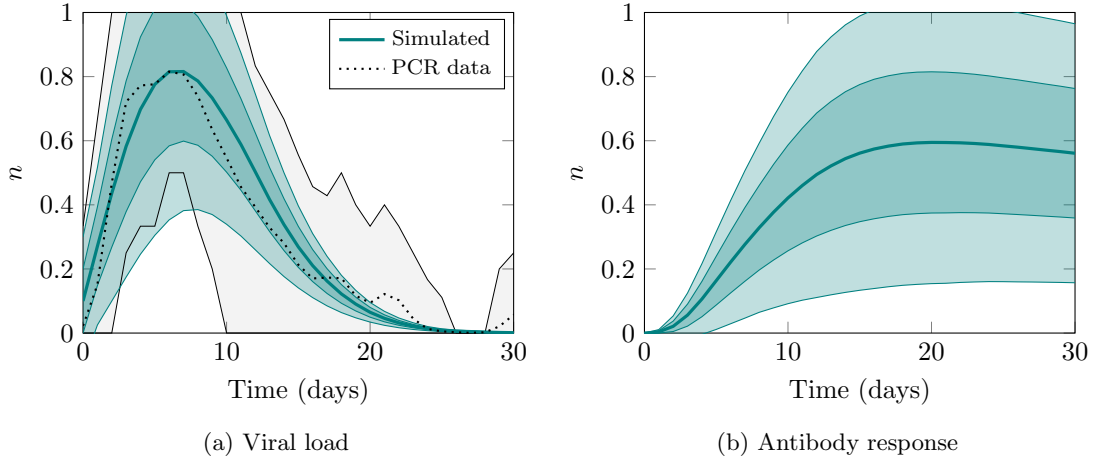 1
0.8
0.6
0.4
0.2
0
0 10 20 30
n
Time (days)
Simulated
PCR data
(a) Viral load
1
0.8
0.6
0.4
0.2
0
0 10 20 30
n
Time (days)
(b) Antibody response